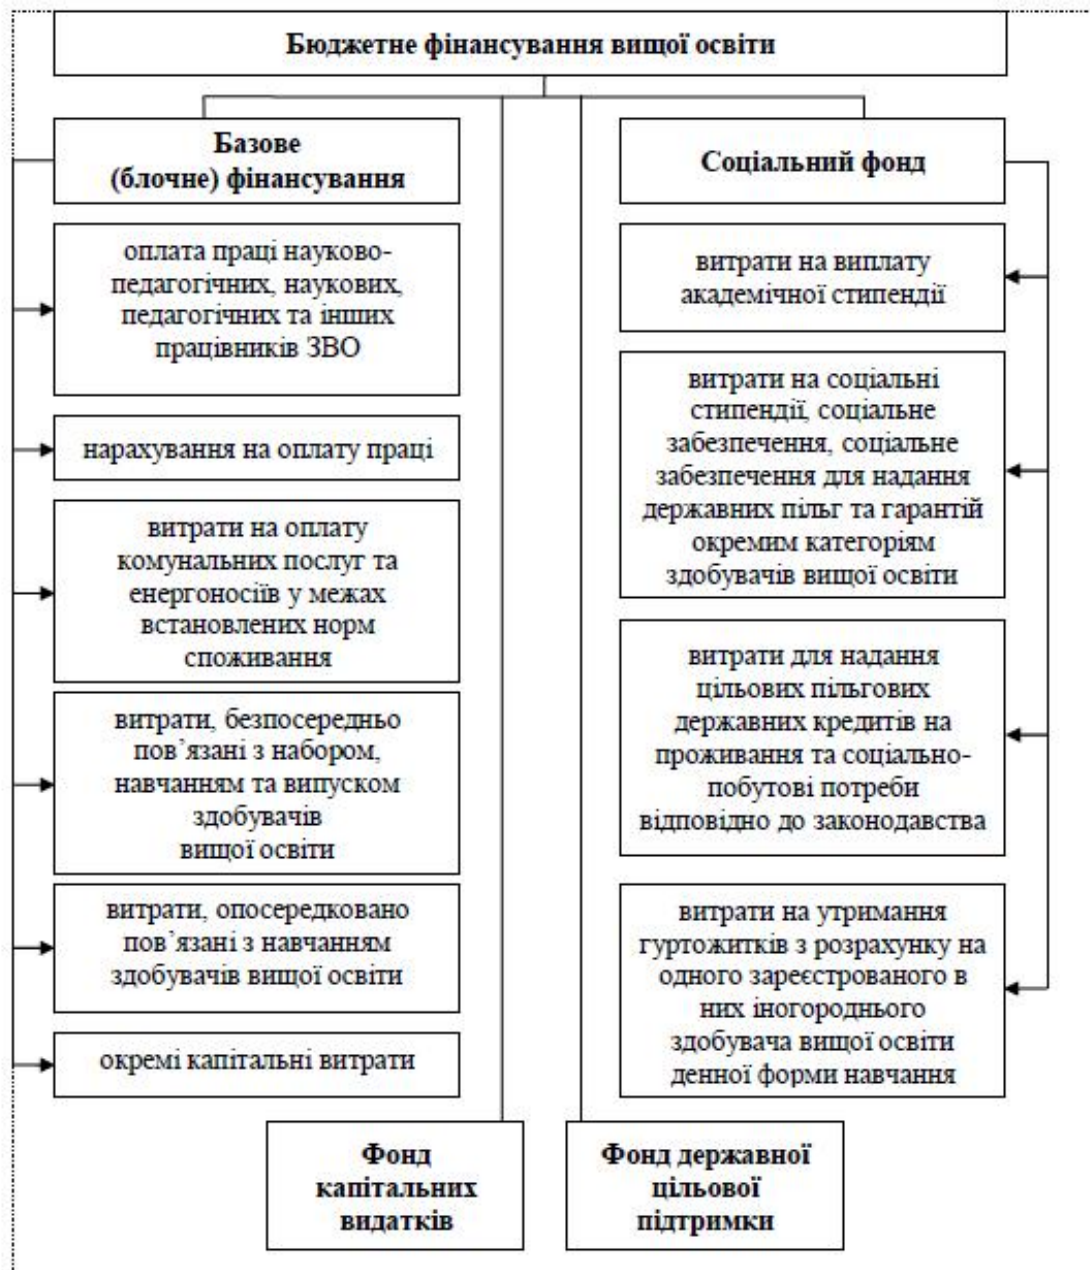 Бюджетне фінансування вищої освіти
Базове
(блочне) фінансування
оплата праці науково-
педагогічних, наукових,
педагогічних та інших
працівників ЗВО
нарахування на оплату праці
витрати на оплату
комунальних послуг та
енергоносіїв у межах
встановлених норм
споживання
витрати, безпосередньо
пов’язані з набором,
навчанням та випуском
здобувачів
вищої освіти
витрати, опосередковано
пов’язані з навчанням
здобувачів вищої освіти
окремі капітальні витрати
Соціальний фонд
витрати на виплату
академічної стипендії
витрати на соціальні
стипендії, соціальне
забезпечення, соціальне
забезпечення для надання
державних пільг та гарантій
окремим категоріям
здобувачів вищої освіти
витрати для надання
цільових пільгових
державних кредитів на
проживання та соціально-
побутові потреби
відповідно до законодавства
витрати на утримання
гуртожитків з розрахунку на
одного зареєстрованого в
них іногороднього
здобувача вищої освіти
денної форми навчання
Фонд
капітальних
видатків
Фонд державної
цільової
підтримки